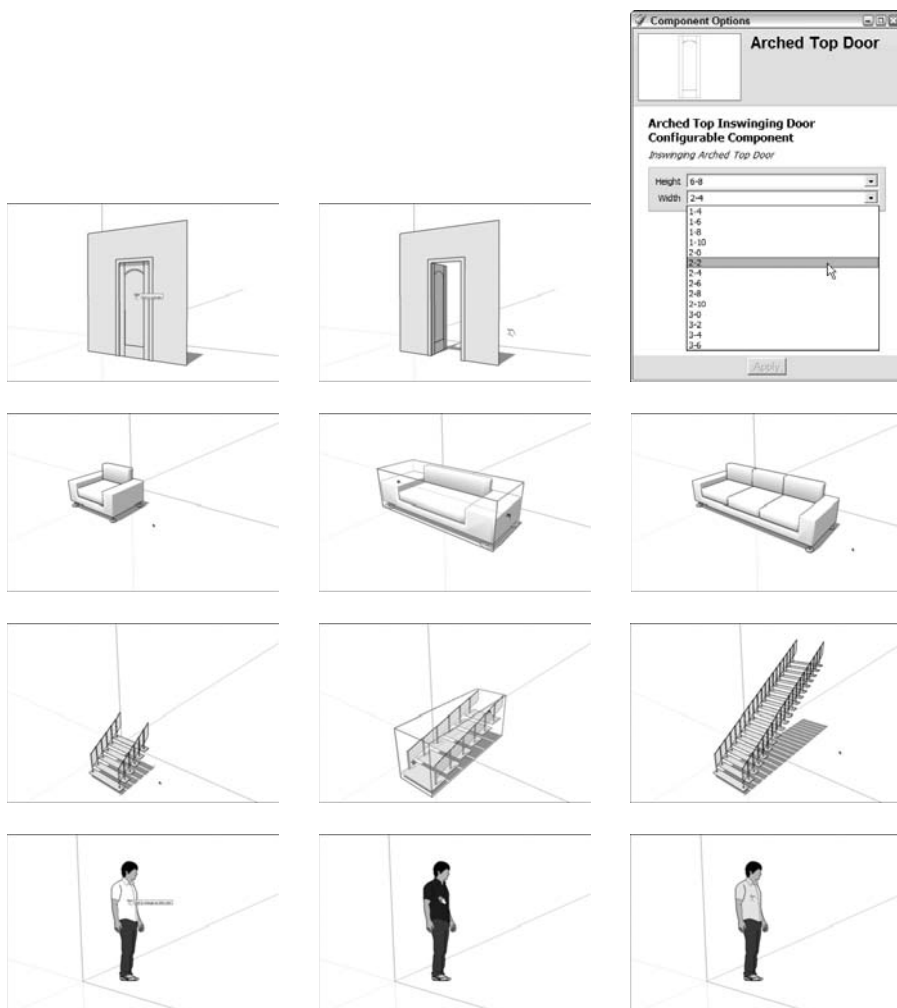 Component Options
Arched Top Door
Arched Top Inswinging Door
Configurable Component
Inswinging Arched Top Door
Height 6-8
Width 2-4
1-4
1-6
1-8
1-10
2-0
2-2
2-4
2-6
2-8
2-10
3-0
3-2
3-4
3-6
Apply